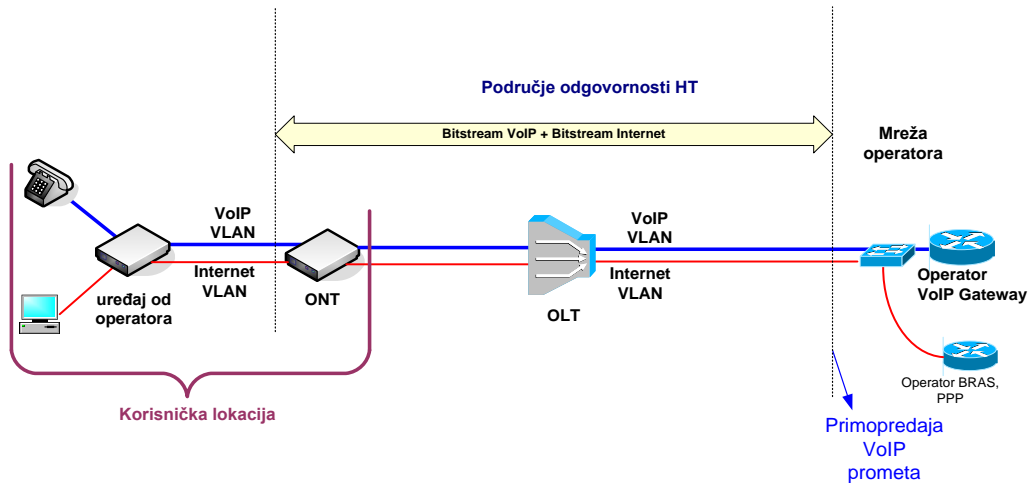 Područje odgovornosti HT
Bitstream VoIP + Bitstream Internet
Mreža
operatora
VoIP
VLAN
Internet
VLAN
uređaj od
operatora
ONT
VoIP
VLAN
Internet
VLAN
OLT
Operator
VoIP Gateway
Operator BRAS,
PPP
Korisnička lokacija
Primopredaja
VoIP
prometa